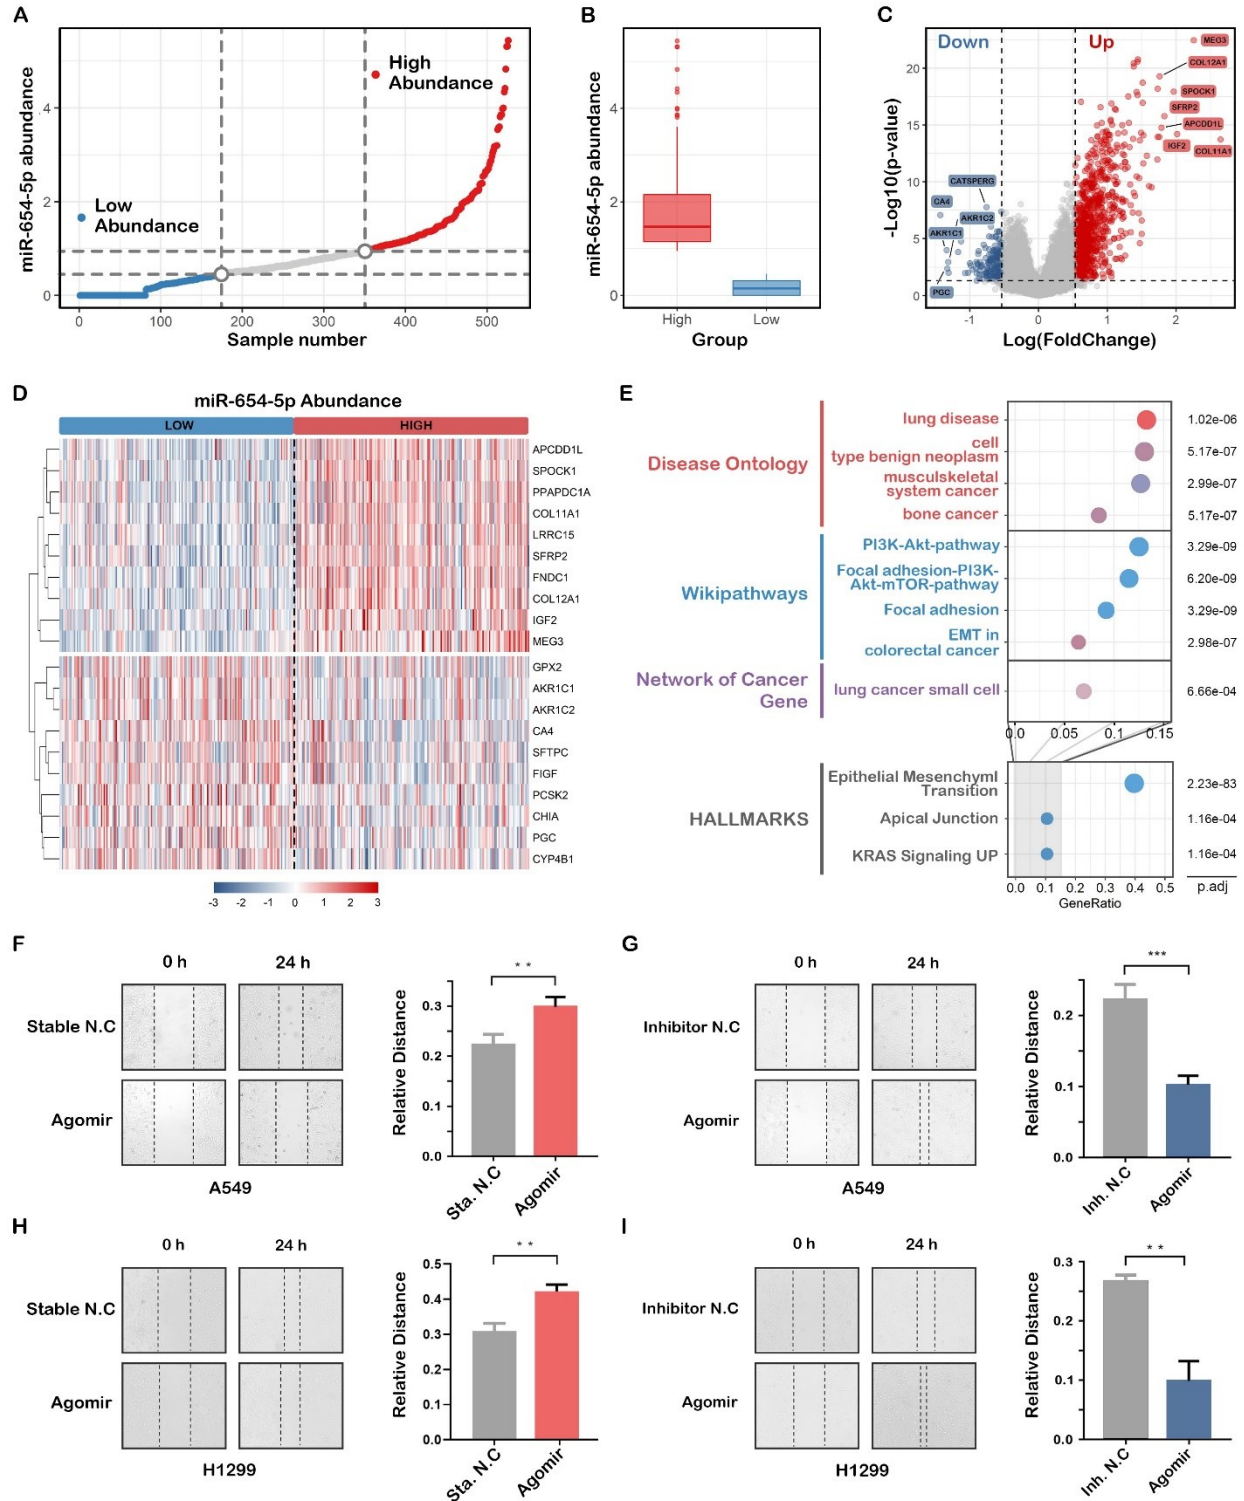 A
miR-654-5p abundance
4
2
0
High
Abundance
Low
Abundance
0
100
200
300
400
500
Sample number
B
miR-654-5p abundance
4
2
0
High
Low
Group
C
-Log10(p-value)
20
15
10
5
0
Down
Up
MEG3
COL12A1
SPOCK1
SFRP2
APCDD1L
IGF2
COL11A1
CATSPERG
CA4
AKR1C2
AKR1C1
PGC
-1
0
1
2
Log(FoldChange)
D
miR-654-5p Abundance
LOW
HIGH
APCDD1L
SPOCK1
PPAPDC1A
COL11A1
LRRC15
SFRP2
FNDC1
COL12A1
IGF2
MEG3
GPX2
AKR1C1
AKR1C2
CA4
SFTPC
FIGF
PCSK2
CHIA
PGC
CYP4B1
-3
-2
-1
0
1
2
3
E
Disease Ontology
lung disease
1.02e-06
cell
type benign neoplasm
5.17e-07
musculskeletal
system cancer
2.99e-07
bone cancer
5.17e-07
Wikipathways
PI3K-Akt-pathway
3.29e-09
Focal adhesion-PI3K-
Akt-mTOR-pathway
6.20e-09
Focal adhesion
3.29e-09
EMT in
colorectal cancer
2.98e-07
Network of Cancer
Gene
lung cancer small cell
6.66e-04
0.0
0.05
0.1
0.15
HALLMARKS
Epithelial Mesenchyml
Transition
2.23e-83
Apical Junction
1.16e-04
KRAS Signaling UP
1.16e-04
0.0
0.1
0.2
0.3
0.4
0.5
GeneRatio
p.adj
F
0 h
24 h
Stable N.C
Agomir
A549
Relative Distance
0.3
0.2
0.1
0.0
* *
Sta. N.C
Agomir
G
0 h
24 h
Inhibitor N.C
Agomir
A549
Relative Distance
0.2
0.1
0.0
***
Inh. N.C
Agomir
H
0 h
24 h
Stable N.C
Agomir
H1299
Relative Distance
0.5
0.4
0.3
0.2
0.1
0.0
* *
Sta. N.C
Agomir
I
0 h
24 h
Inhibitor N.C
Agomir
H1299
Relative Distance
0.3
0.2
0.1
0.0
* *
Inh. N.C
Agomir